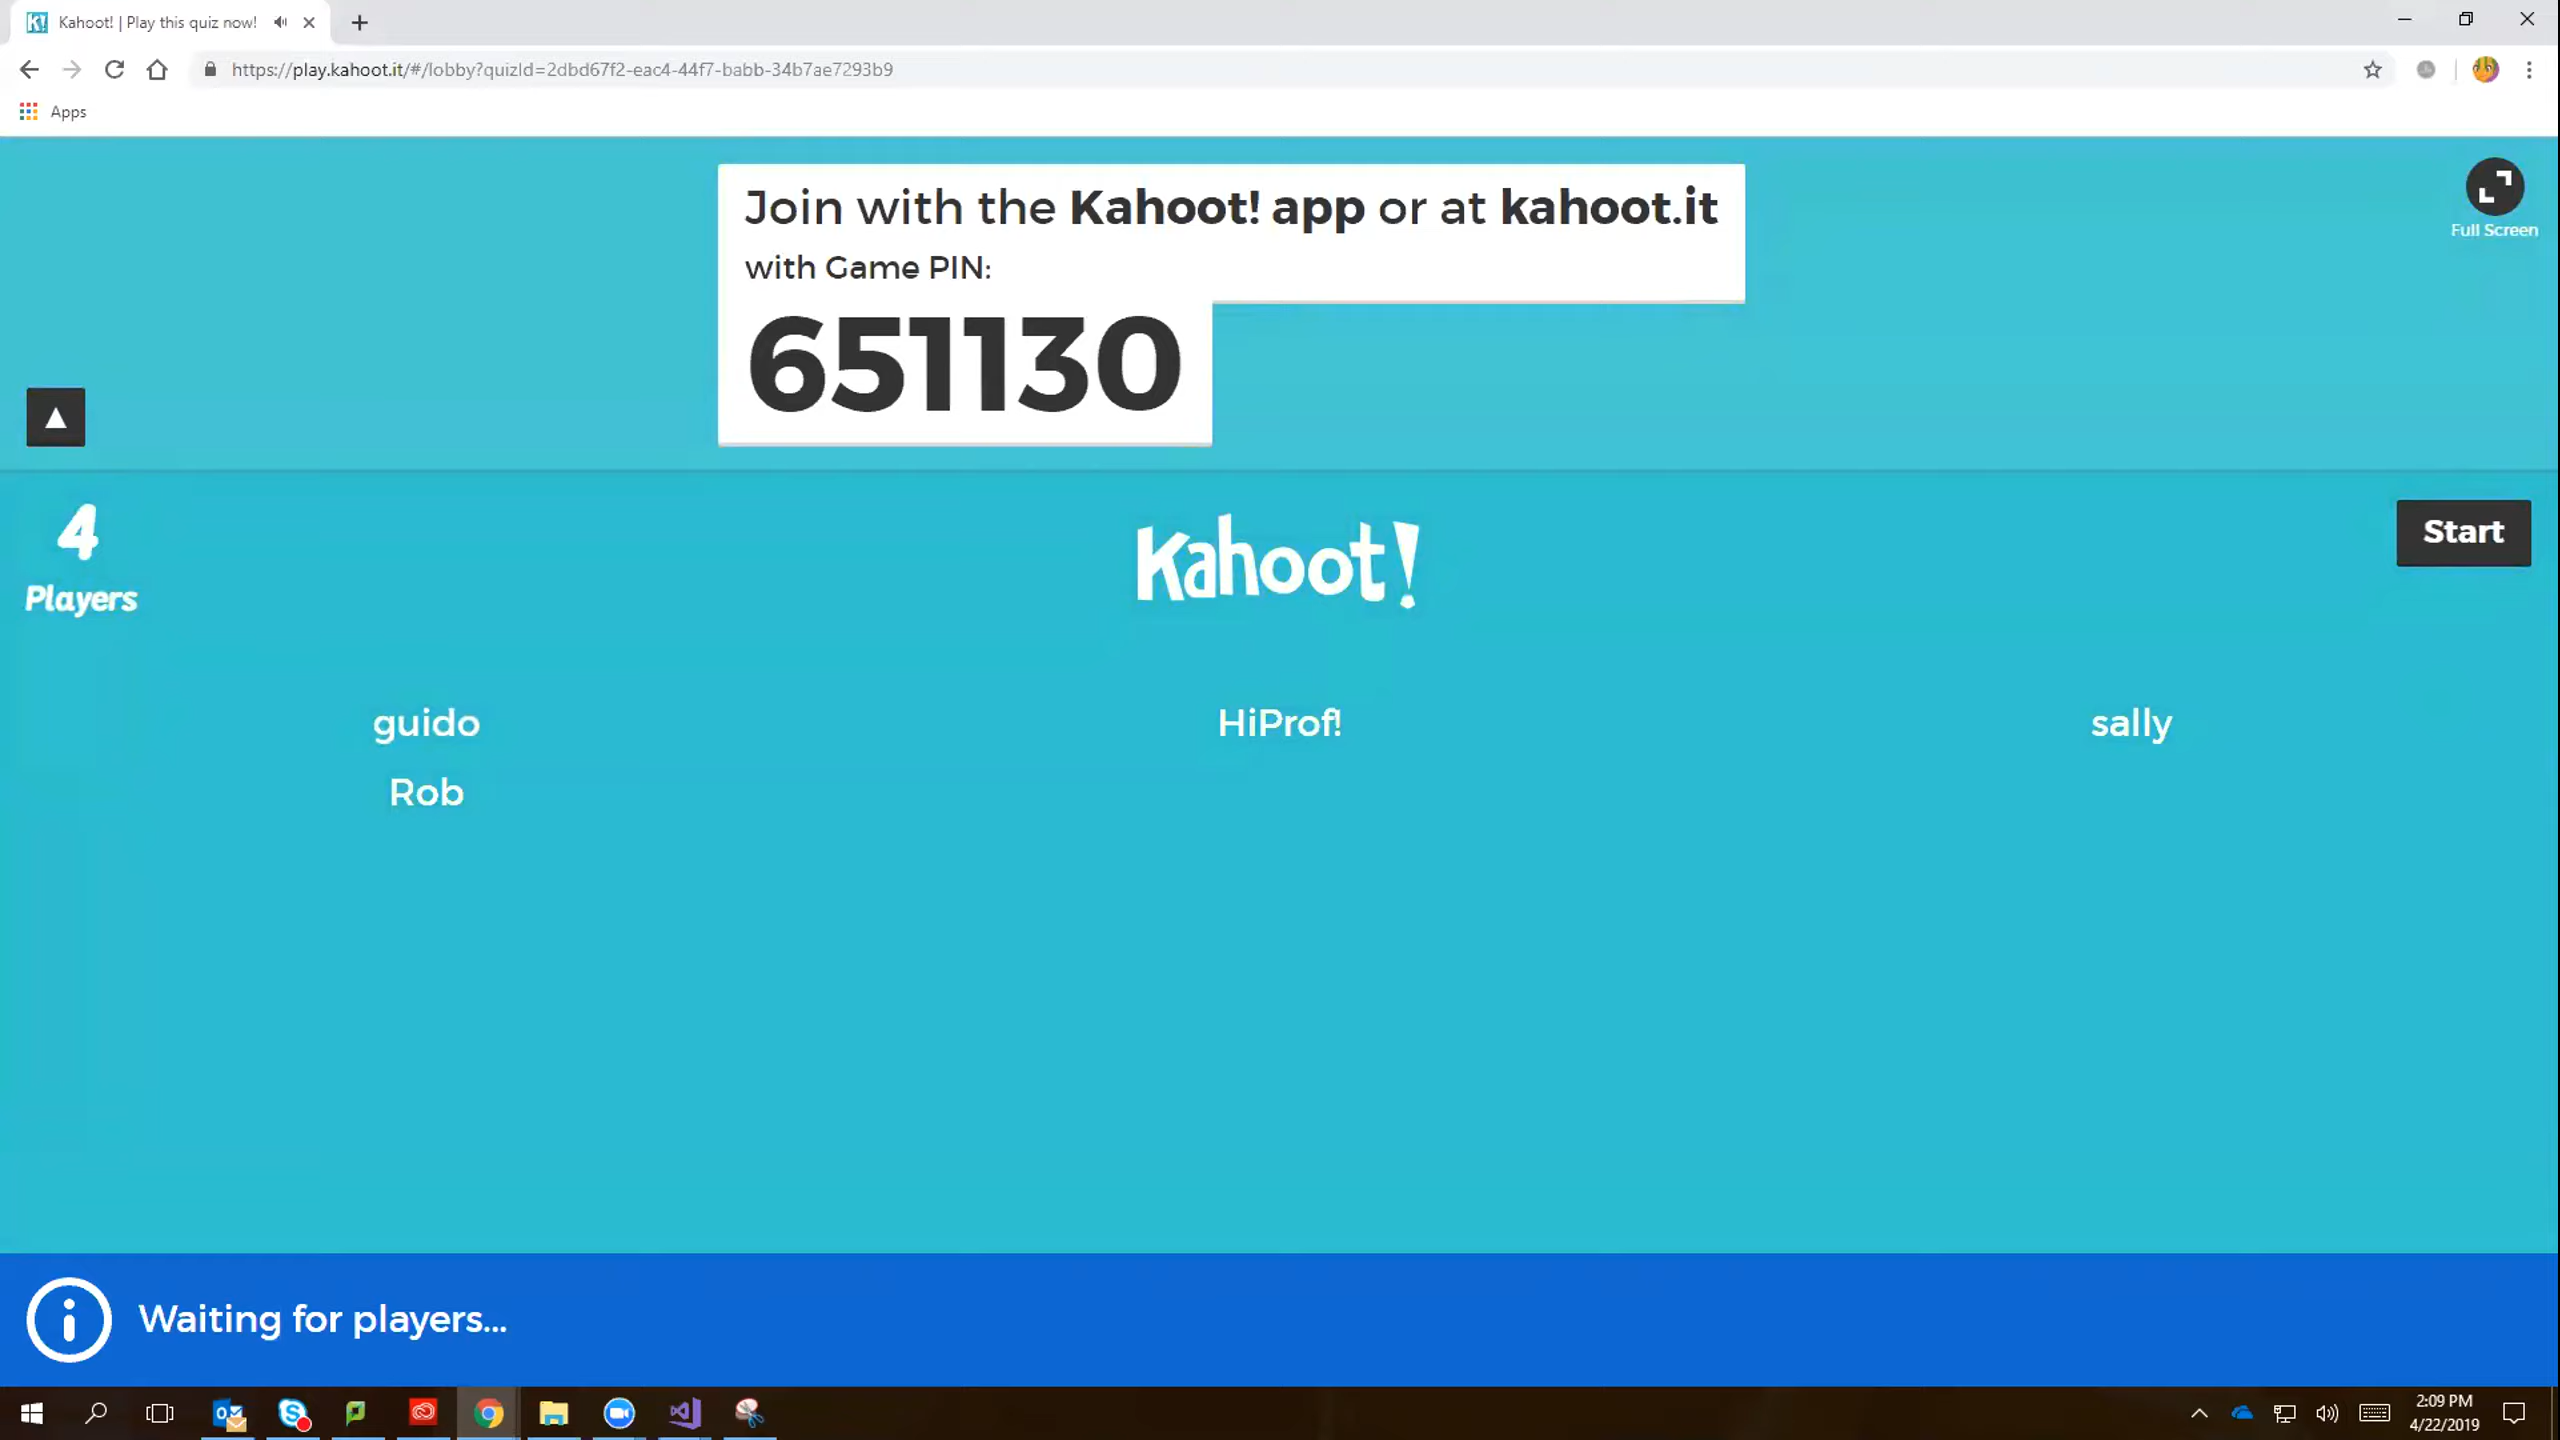 Kahoot! | Play this quiz now!
https://play.kahoot.it/#/lobby?quizId=2dbd67f2-eac4-44f7-babb-34b7ae7293b9
Apps
Join with the Kahoot! app or at kahoot.it
with Game PIN:
651130
Full Screen
4
Players
Kahoot!
Start
guido HiProf! sally
Rob
Waiting for players...
2:09 PM
4/22/2019